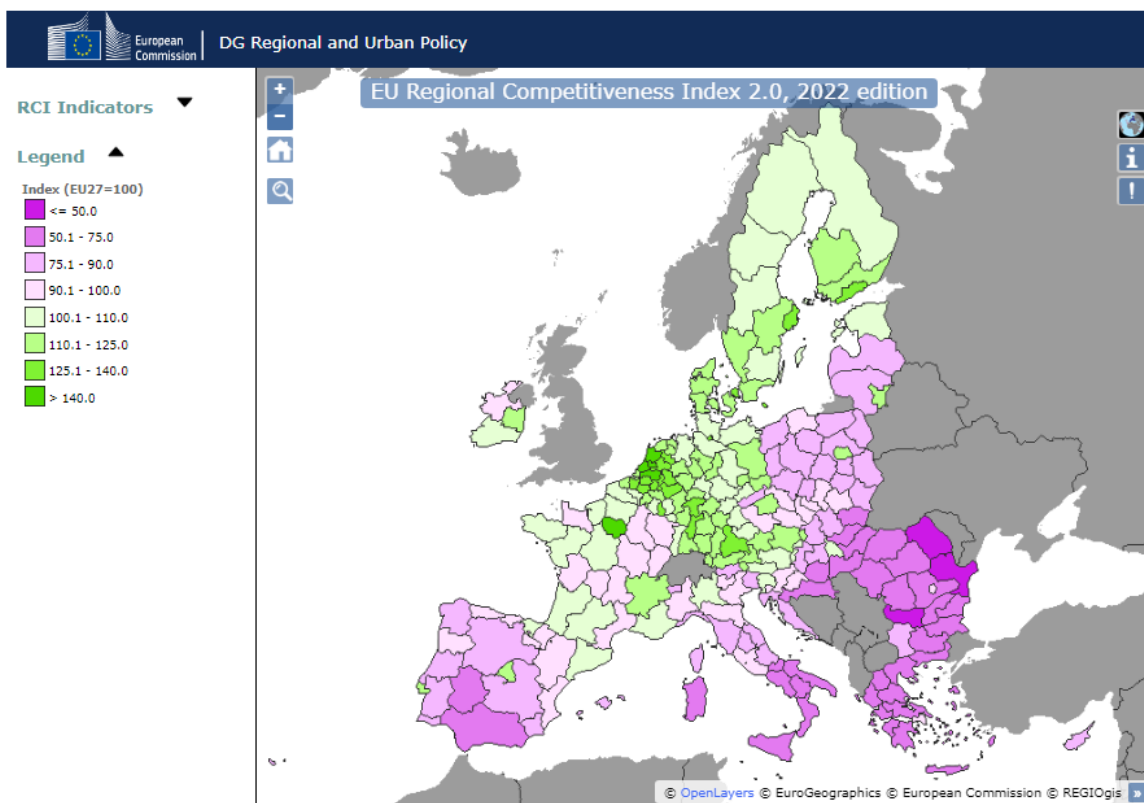 European
Commission
DG Regional and Urban Policy
RCI Indicators
Legend
Index (EU27=100)
<= 50.0
50.1 - 75.0
75.1 - 90.0
90.1 - 100.0
100.1 - 110.0
110.1 - 125.0
125.1 - 140.0
> 140.0
+
EU Regional Competitiveness Index 2.0, 2022 edition
−
i
!
© OpenLayers © EuroGeographics © European Commission © REGIOgis »